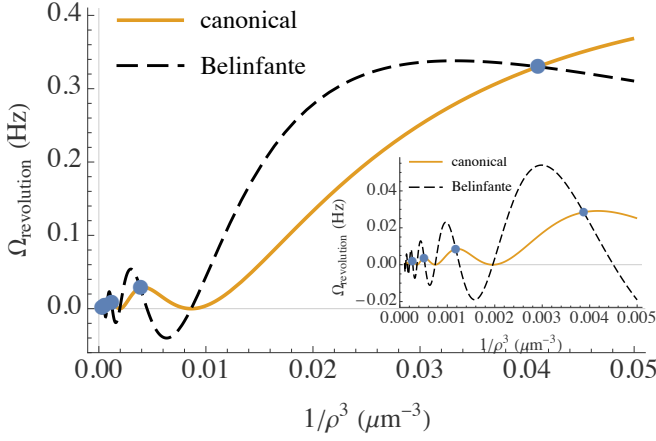 canonical
Belinfante
Ω_revolution (Hz)
0.4
0.3
0.2
0.1
0.0
0.00 0.01 0.02 0.03 0.04 0.05
1/ρ³ (μm⁻³)
canonical
Belinfante
Ω_revolution (Hz)
0.04
0.02
0.00
−0.02
0.000 0.001 0.002 0.003 0.004 0.005
1/ρ³ (μm⁻³)